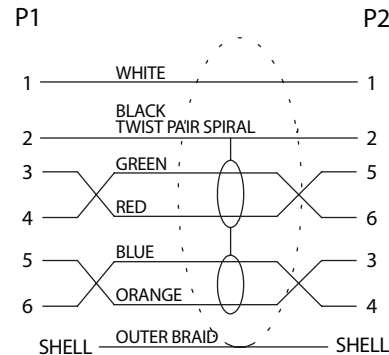 P1 P2
1 WHITE 1
BLACK
2 TWIST PAIR SPIRAL 2
3 GREEN 5
4 RED 6
5 BLUE 3
6 ORANGE 4
SHELL OUTER BRAID SHELL